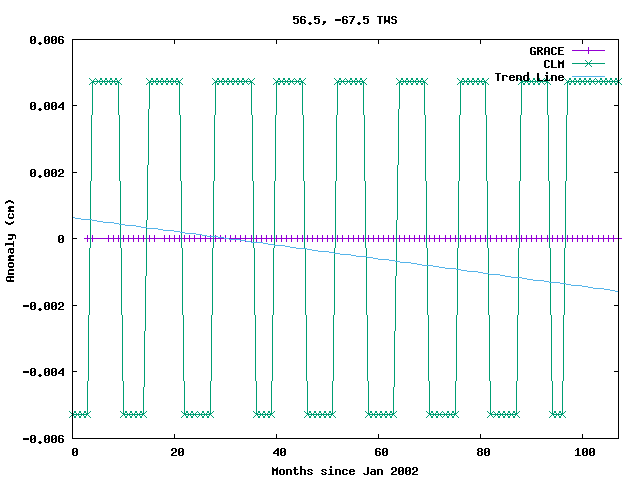 56.5, -67.5 TWS
0.006
GRACE
CLM
Trend Line
0.004
0.002
0
-0.002
-0.004
-0.006
Anomaly (cm)
0 20 40 60 80 100
Months since Jan 2002